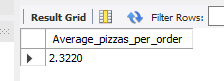 Result Grid
Filter Rows:
Average_pizzas_per_order
2.3220